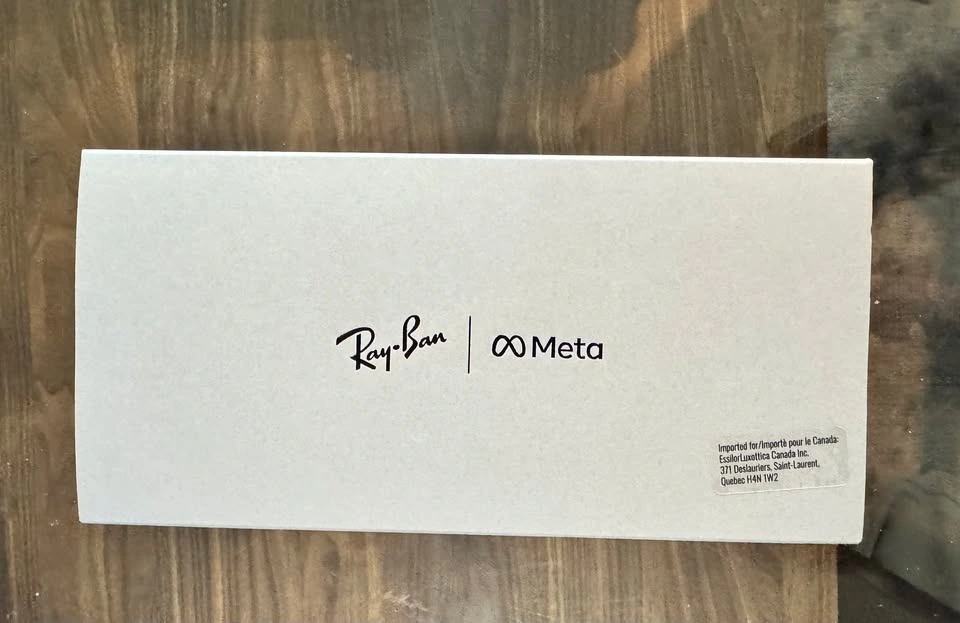 Ray-Ban | Meta
Imported for/Importé pour le Canada:
EssilorLuxottica Canada Inc.
371 Deslauriers, Saint-Laurent,
Quebec H4N 1W2